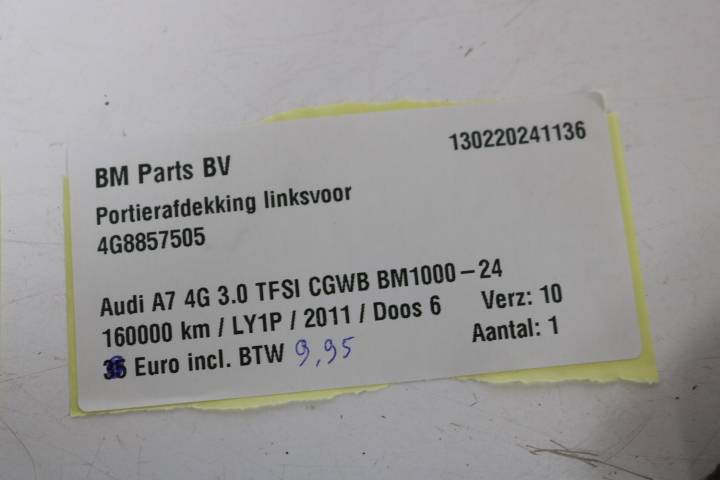 BM Parts BV
130220241136
Portierafdekking linksvoor
4G8857505
Audi A7 4G 3.0 TFSI CGWB BM1000-24
160000 km / LY1P / 2011 / Doos 6 Verz: 10
Euro incl. BTW 9,95 Aantal: 1